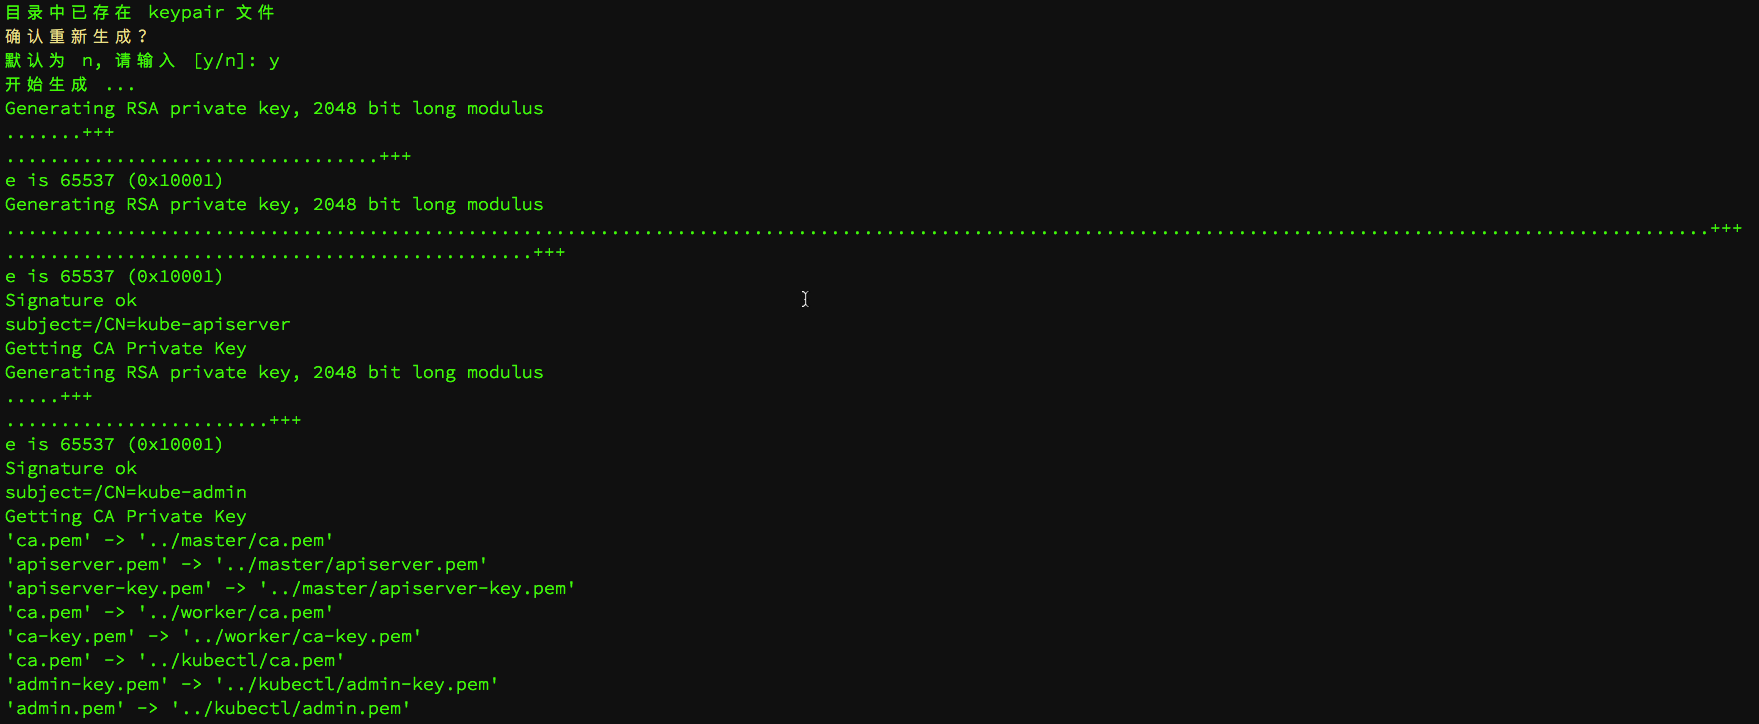 目录中已存在 keypair 文件
确认重新生成？
默认为 n, 请输入 [y/n]: y
开始生成 ...
Generating RSA private key, 2048 bit long modulus
.......+++
..................................+++
e is 65537 (0x10001)
Generating RSA private key, 2048 bit long modulus
...........................................................................................................................................................+++
................................................+++
e is 65537 (0x10001)
Signature ok
subject=/CN=kube-apiserver
Getting CA Private Key
Generating RSA private key, 2048 bit long modulus
.....+++
........................+++
e is 65537 (0x10001)
Signature ok
subject=/CN=kube-admin
Getting CA Private Key
'ca.pem' -> '../master/ca.pem'
'apiserver.pem' -> '../master/apiserver.pem'
'apiserver-key.pem' -> '../master/apiserver-key.pem'
'ca.pem' -> '../worker/ca.pem'
'ca-key.pem' -> '../worker/ca-key.pem'
'ca.pem' -> '../kubectl/ca.pem'
'admin-key.pem' -> '../kubectl/admin-key.pem'
'admin.pem' -> '../kubectl/admin.pem'